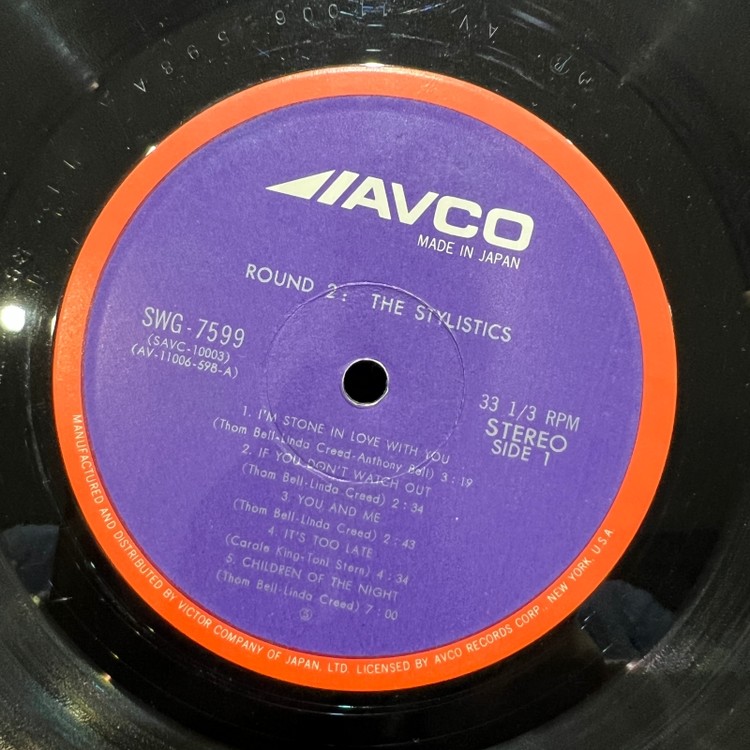 AV 11006
598A
AVCO
MADE IN JAPAN
ROUND 2: THE STYLISTICS
SWG-7599
(SAVC-10003)
(AV-11006-598-A)
33 1/3 RPM
STEREO
SIDE 1
1. I'M STONE IN LOVE WITH YOU
(Thom Bell-Linda Creed-Anthony Bell) 3:19
2. IF YOU DON'T WATCH OUT
(Thom Bell-Linda Creed) 2:34
3. YOU AND ME
(Thom Bell-Linda Creed) 2:43
4. IT'S TOO LATE
(Carole King-Toni Stern) 4:34
5. CHILDREN OF THE NIGHT
(Thom Bell-Linda Creed) 7:00
MANUFACTURED AND DISTRIBUTED BY VICTOR COMPANY OF JAPAN, LTD. LICENSED BY AVCO RECORDS CORP., NEW YORK, U.S.A.